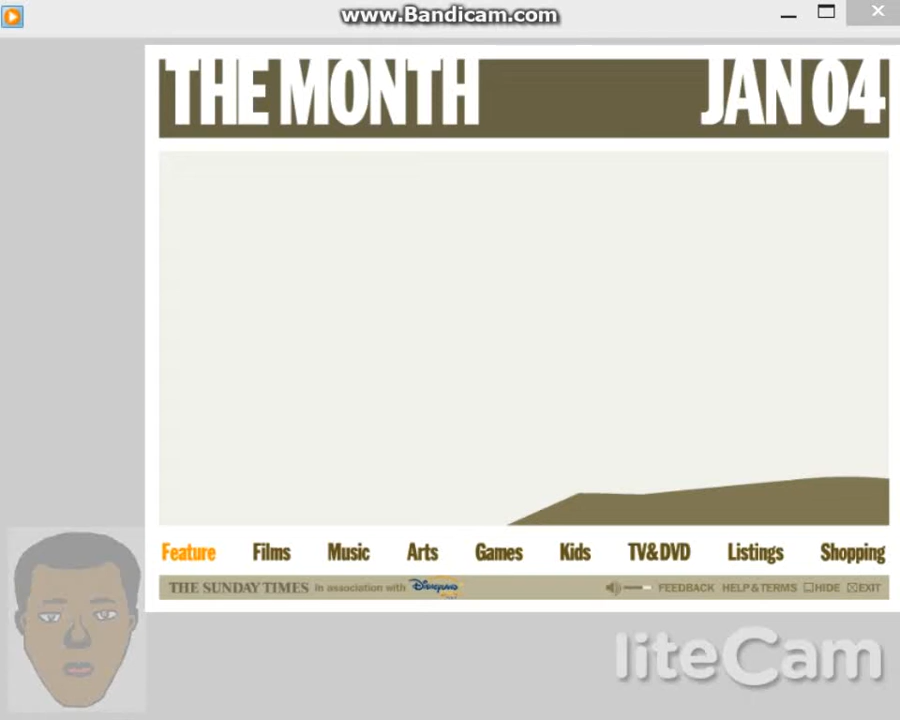 www.Bandicam.com
THE MONTH JAN 04
Feature Films Music Arts Games Kids TV&DVD Listings Shopping
THE SUNDAY TIMES in association with FEEDBACK HELP & TERMS HIDE EXIT
liteCam